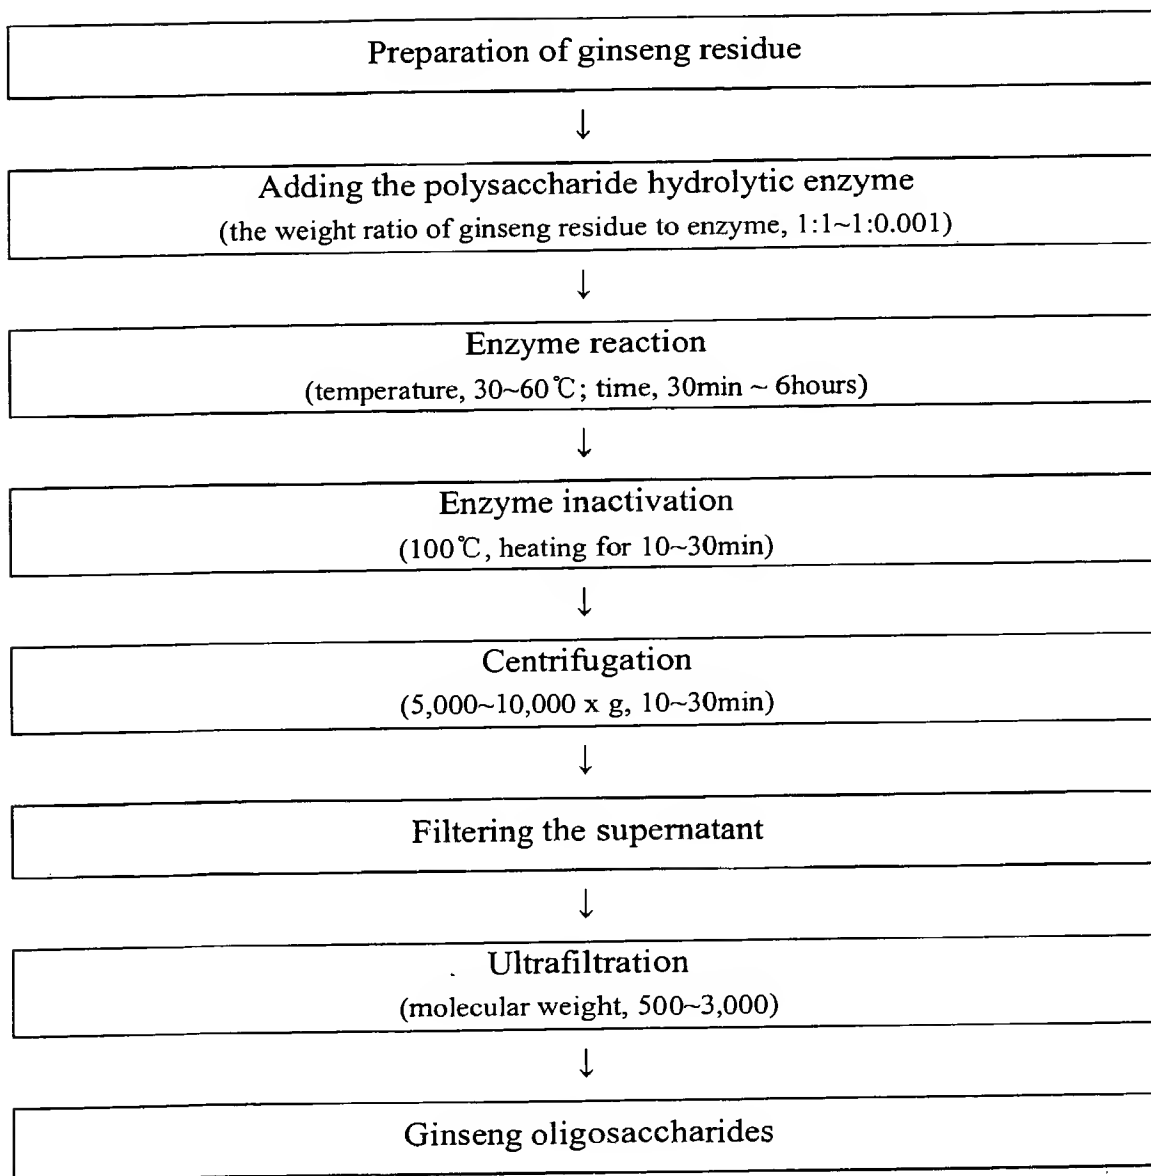 Preparation of ginseng residue
↓
Adding the polysaccharide hydrolytic enzyme
(the weight ratio of ginseng residue to enzyme, 1:1~1:0.001)
↓
Enzyme reaction
(temperature, 30~60℃; time, 30min ~ 6hours)
↓
Enzyme inactivation
(100℃, heating for 10~30min)
↓
Centrifugation
(5,000~10,000 x g, 10~30min)
↓
Filtering the supernatant
↓
Ultrafiltration
(molecular weight, 500~3,000)
↓
Ginseng oligosaccharides